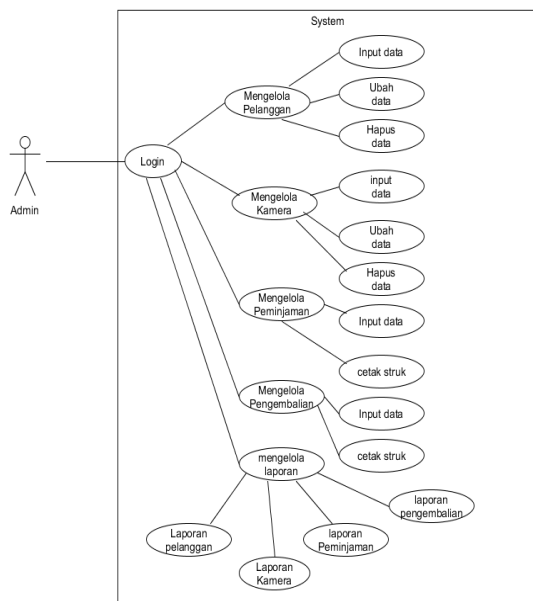 System
Input data
Mengelola
Pelanggan
Ubah
data
Hapus
data
Login
Admin
Mengelola
Kamera
input
data
Ubah
data
Hapus
data
Mengelola
Peminjaman
Input data
cetak struk
Mengelola
Pengembalian
Input data
cetak struk
mengelola
laporan
laporan
pengembalian
Laporan
pelanggan
laporan
Peminjaman
Laporan
Kamera